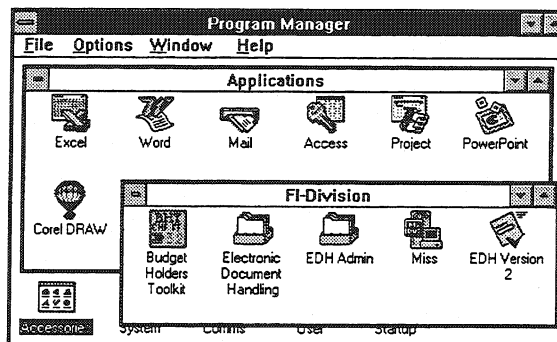 Program Manager
File Options Window Help
Applications
Excel Word Mail Access Project PowerPoint
Corel DRAW
FI-Division
Budget Holders Toolkit
Electronic Document Handling
EDH Admin
Miss
EDH Version 2
Accessorie
System Comms User Startup